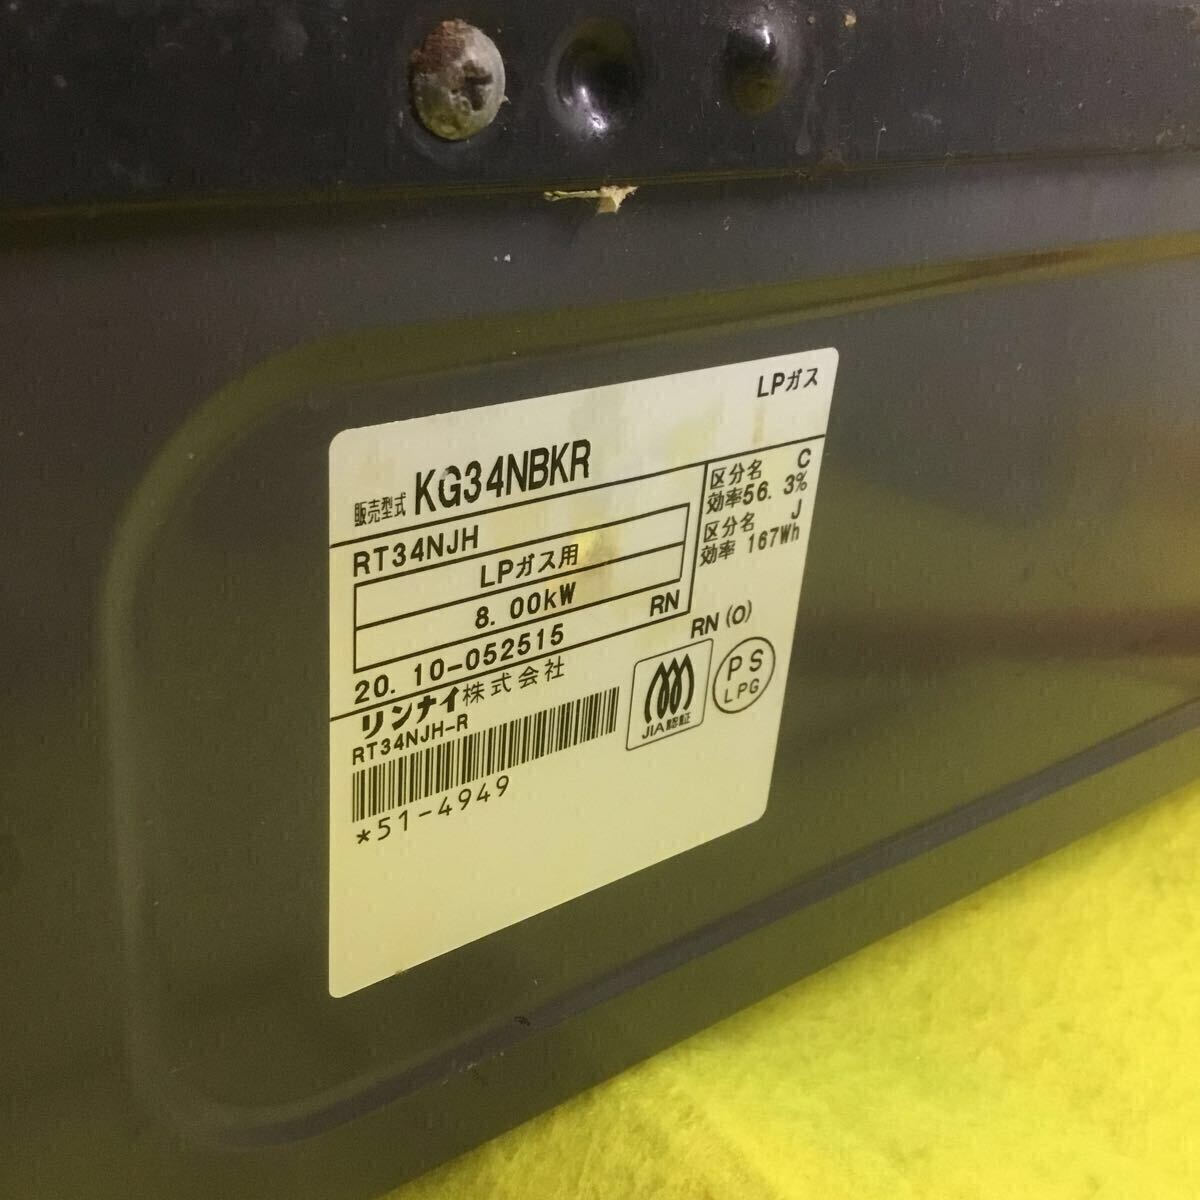 LPガス
販売型式 KG34NBKR
RT34NJH
LPガス用
8.00kW
20.10-052515 RN
区分名 C
効率56.3%
区分名 J
効率 167Wh
RN(O)
リンナイ株式会社
RT34NJH-R
*51-4949
JIA認証
PS
LPG